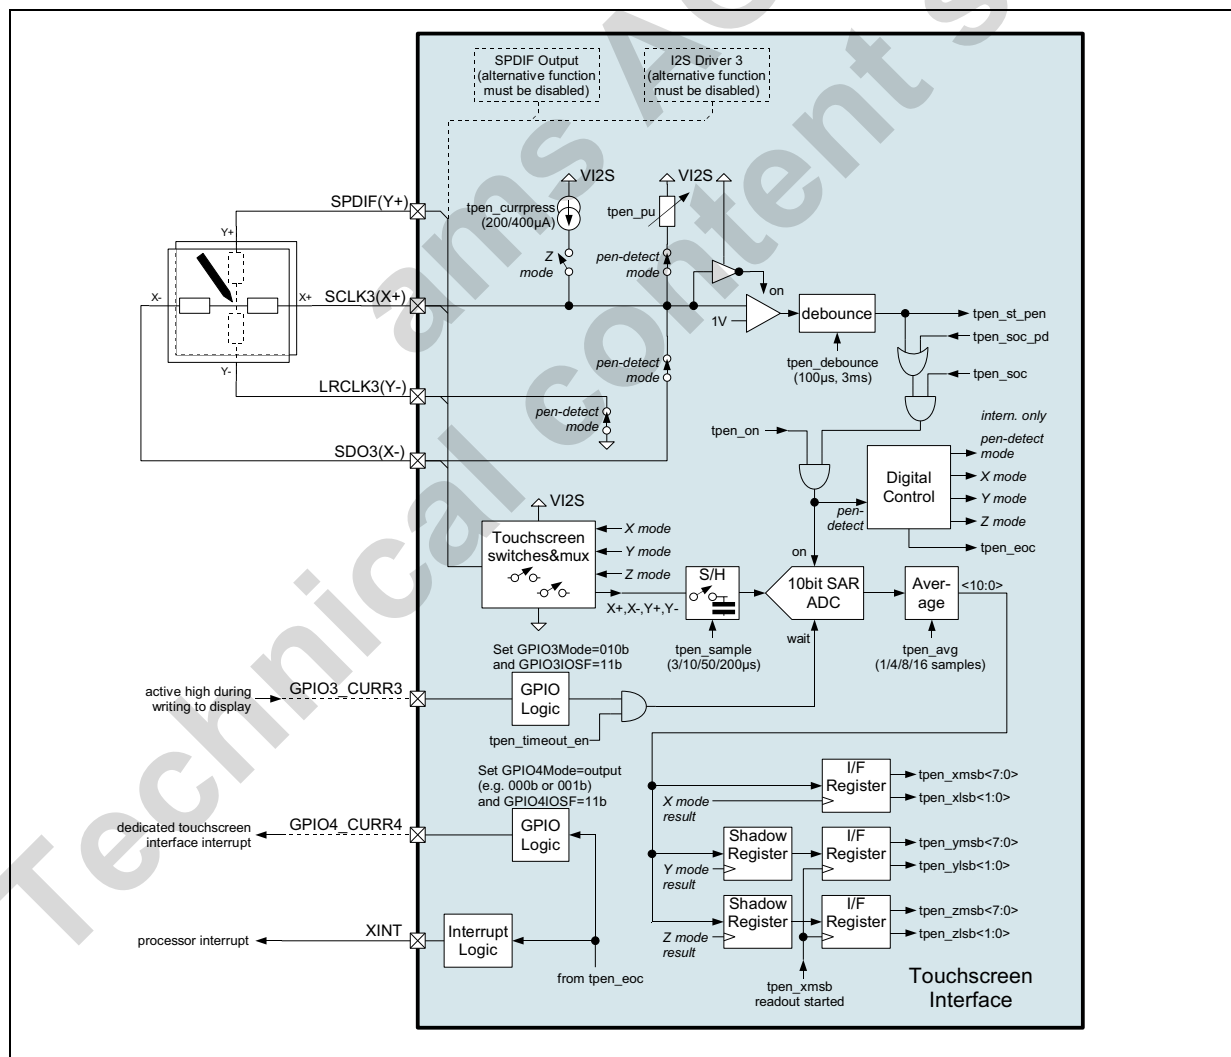 SPDIF Output
(alternative function
must be disabled)
I2S Driver 3
(alternative function
must be disabled)
VI2S
VI2S
SPDIF(Y+)
tpen_currpress
(200/400µA)
tpen_pu
Y+
Z
mode
pen-detect
mode
X-
X+
SCLK3(X+)
on
1V
debounce
tpen_st_pen
tpen_soc_pd
tpen_debounce
(100µs, 3ms)
pen-detect
mode
tpen_soc
Y-
LRCLK3(Y-)
pen-detect
mode
intern. only
tpen_on
pen-detect
mode
SDO3(X-)
Digital
Control
X mode
Y mode
Z mode
pen-
detect
tpen_eoc
VI2S
Touchscreen
switches&mux
X mode
Y mode
Z mode
X+,X-,Y+,Y-
S/H
on
10bit SAR
ADC
wait
Aver-
age
<10:0>
tpen_sample
(3/10/50/200µs)
tpen_avg
(1/4/8/16 samples)
Set GPIO3Mode=010b
and GPIO3IOSF=11b
active high during
writing to display
GPIO3_CURR3
GPIO
Logic
tpen_timeout_en
Set GPIO4Mode=output
(e.g. 000b or 001b)
and GPIO4IOSF=11b
X mode
result
I/F
Register
tpen_xmsb<7:0>
tpen_xlsb<1:0>
dedicated touchscreen
interface interrupt
GPIO4_CURR4
GPIO
Logic
Y mode
result
Shadow
Register
I/F
Register
tpen_ymsb<7:0>
tpen_ylsb<1:0>
Z mode
result
Shadow
Register
I/F
Register
tpen_zmsb<7:0>
tpen_zlsb<1:0>
processor interrupt
XINT
Interrupt
Logic
from tpen_eoc
tpen_xmsb
readout started
Touchscreen
Interface
ams
Technical content